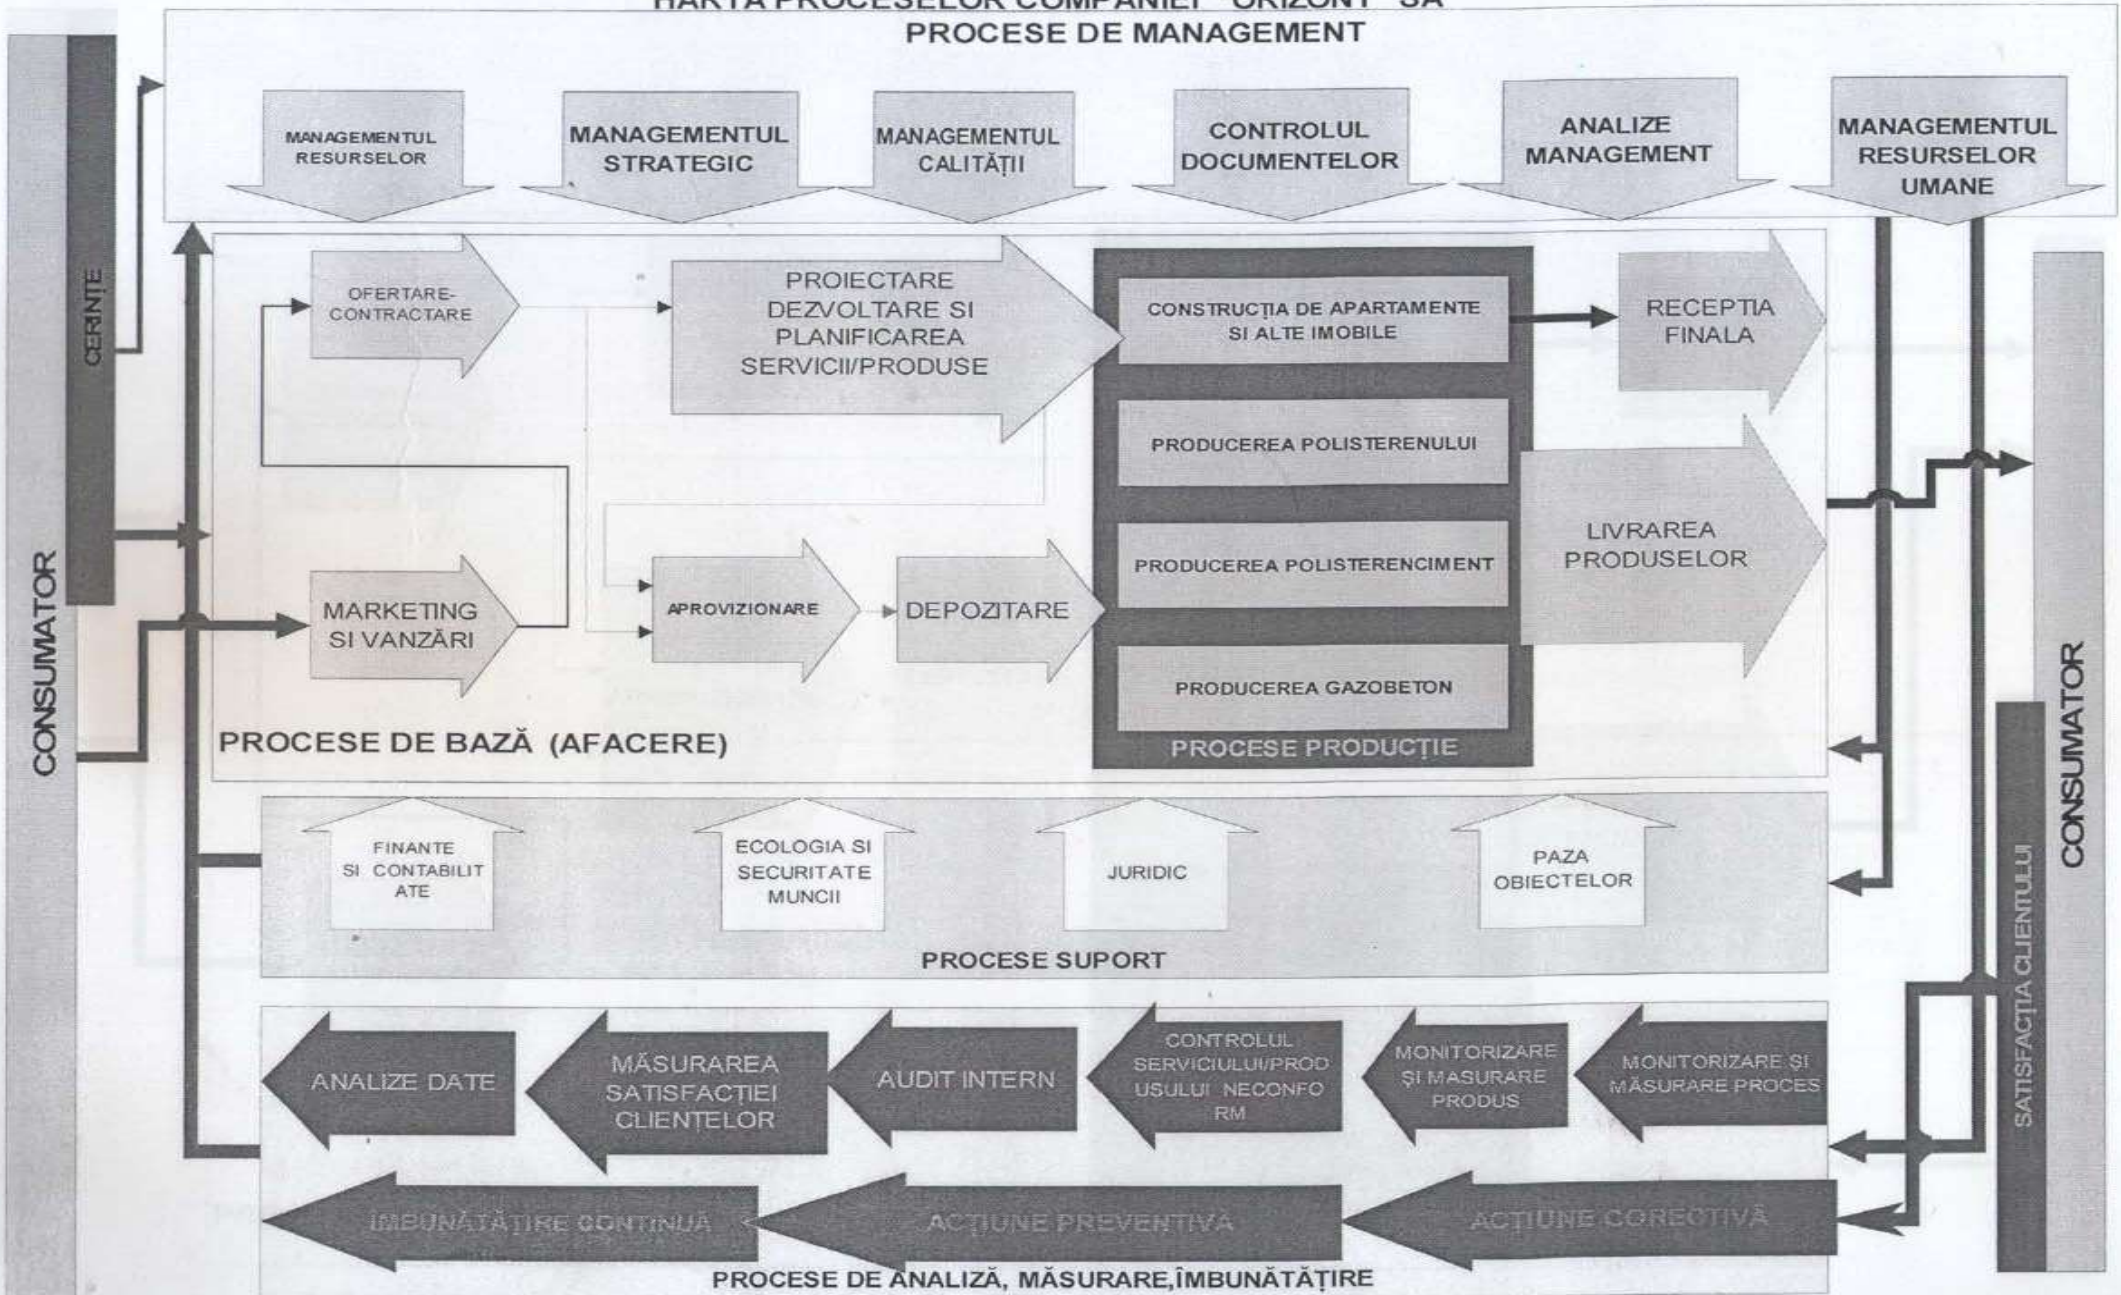 HARTA PROCESELOR COMPANIEI "ORIZONT" SA
PROCESE DE MANAGEMENT
MANAGEMENTUL
RESURSELOR
MANAGEMENTUL
STRATEGIC
MANAGEMENTUL
CALITĂȚII
CONTROLUL
DOCUMENTELOR
ANALIZE
MANAGEMENT
MANAGEMENTUL
RESURSELOR
UMANE
CONSUMATOR
CERINȚE
OFERTARE-
CONTRACTARE
PROIECTARE
DEZVOLTARE SI
PLANIFICAREA
SERVICII/PRODUSE
CONSTRUCȚIA DE APARTAMENTE
SI ALTE IMOBILE
RECEPTIA
FINALA
PRODUCEREA POLISTERENULUI
PRODUCEREA POLISTERENCIMENT
LIVRAREA
PRODUSELOR
MARKETING
SI VANZĂRI
APROVIZIONARE
DEPOZITARE
PRODUCEREA GAZOBETON
PROCESE DE BAZĂ (AFACERE)
PROCESE PRODUCȚIE
FINANTE
SI CONTABILIT
ATE
ECOLOGIA SI
SECURITATE
MUNCII
JURIDIC
PAZA
OBIECTELOR
PROCESE SUPORT
CONSUMATOR
SATISFACȚIA CLIENTULUI
ANALIZE DATE
MĂSURAREA
SATISFACȚIEI
CLIENȚELOR
AUDIT INTERN
CONTROLUL
SERVICIULUI/PROD
USULUI NECONFO
RM
MONITORIZARE
ȘI MASURARE
PRODUS
MONITORIZARE ȘI
MĂSURARE PROCES
ÎMBUNĂTĂȚIRE CONTINUĂ
ACȚIUNE PREVENTIVĂ
ACȚIUNE CORECTIVĂ
PROCESE DE ANALIZĂ, MĂSURARE,ÎMBUNĂTĂȚIRE